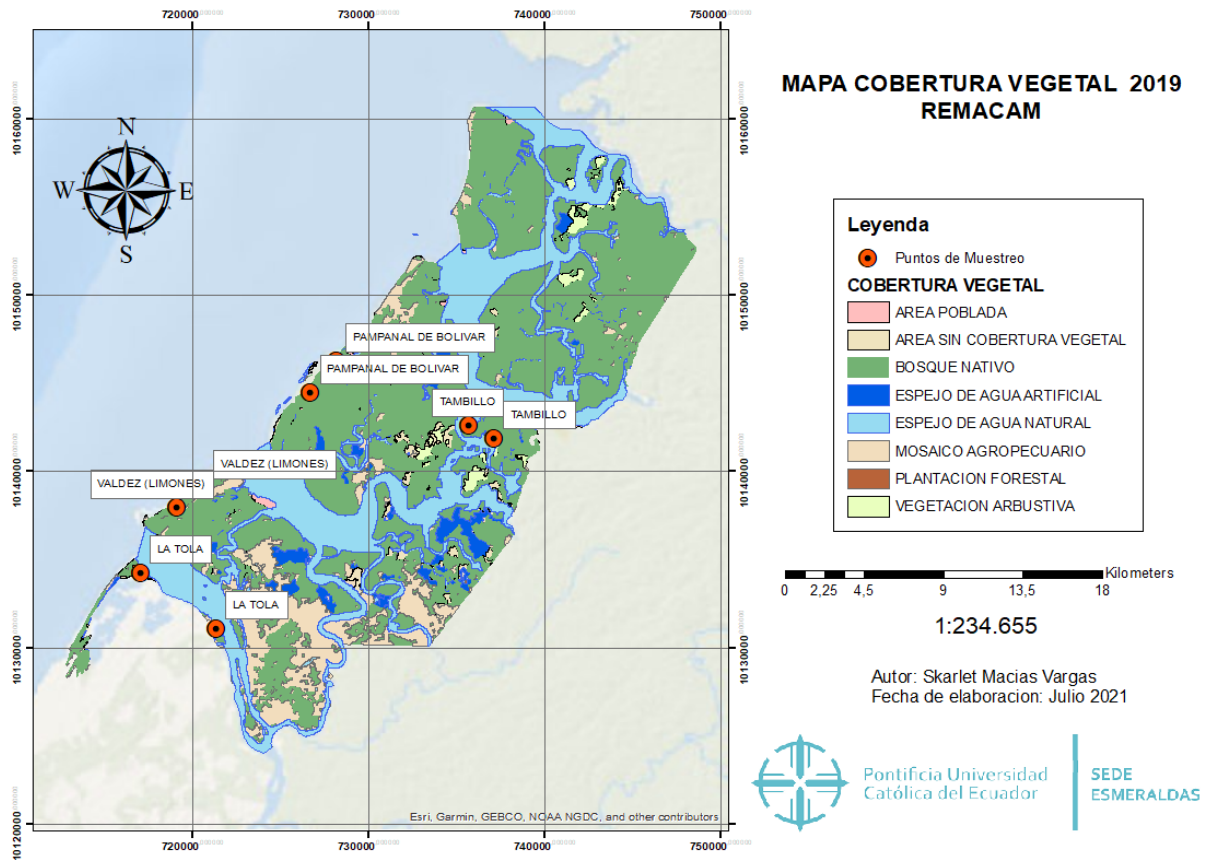 720000 730000 740000 750000
10160000
10150000
10140000
10130000
10120000
N
W E
S
PAMPANAL DE BOLIVAR
PAMPANAL DE BOLIVAR
TAMBILLO
TAMBILLO
VALDEZ (LIMONES)
VALDEZ (LIMONES)
LA TOLA
LA TOLA
Esri, Garmin, GEBCO, NOAA NGDC, and other contributors
720000 730000 740000 750000
10160000
10150000
10140000
10130000
10120000
MAPA COBERTURA VEGETAL 2019
REMACAM
Leyenda
Puntos de Muestreo
COBERTURA VEGETAL
AREA POBLADA
AREA SIN COBERTURA VEGETAL
BOSQUE NATIVO
ESPEJO DE AGUA ARTIFICIAL
ESPEJO DE AGUA NATURAL
MOSAICO AGROPECUARIO
PLANTACION FORESTAL
VEGETACION ARBUSTIVA
Kilometers
0 2,25 4,5 9 13,5 18
1:234.655
Autor: Skarlet Macias Vargas
Fecha de elaboracion: Julio 2021
Pontificia Universidad
Católica del Ecuador
SEDE
ESMERALDAS